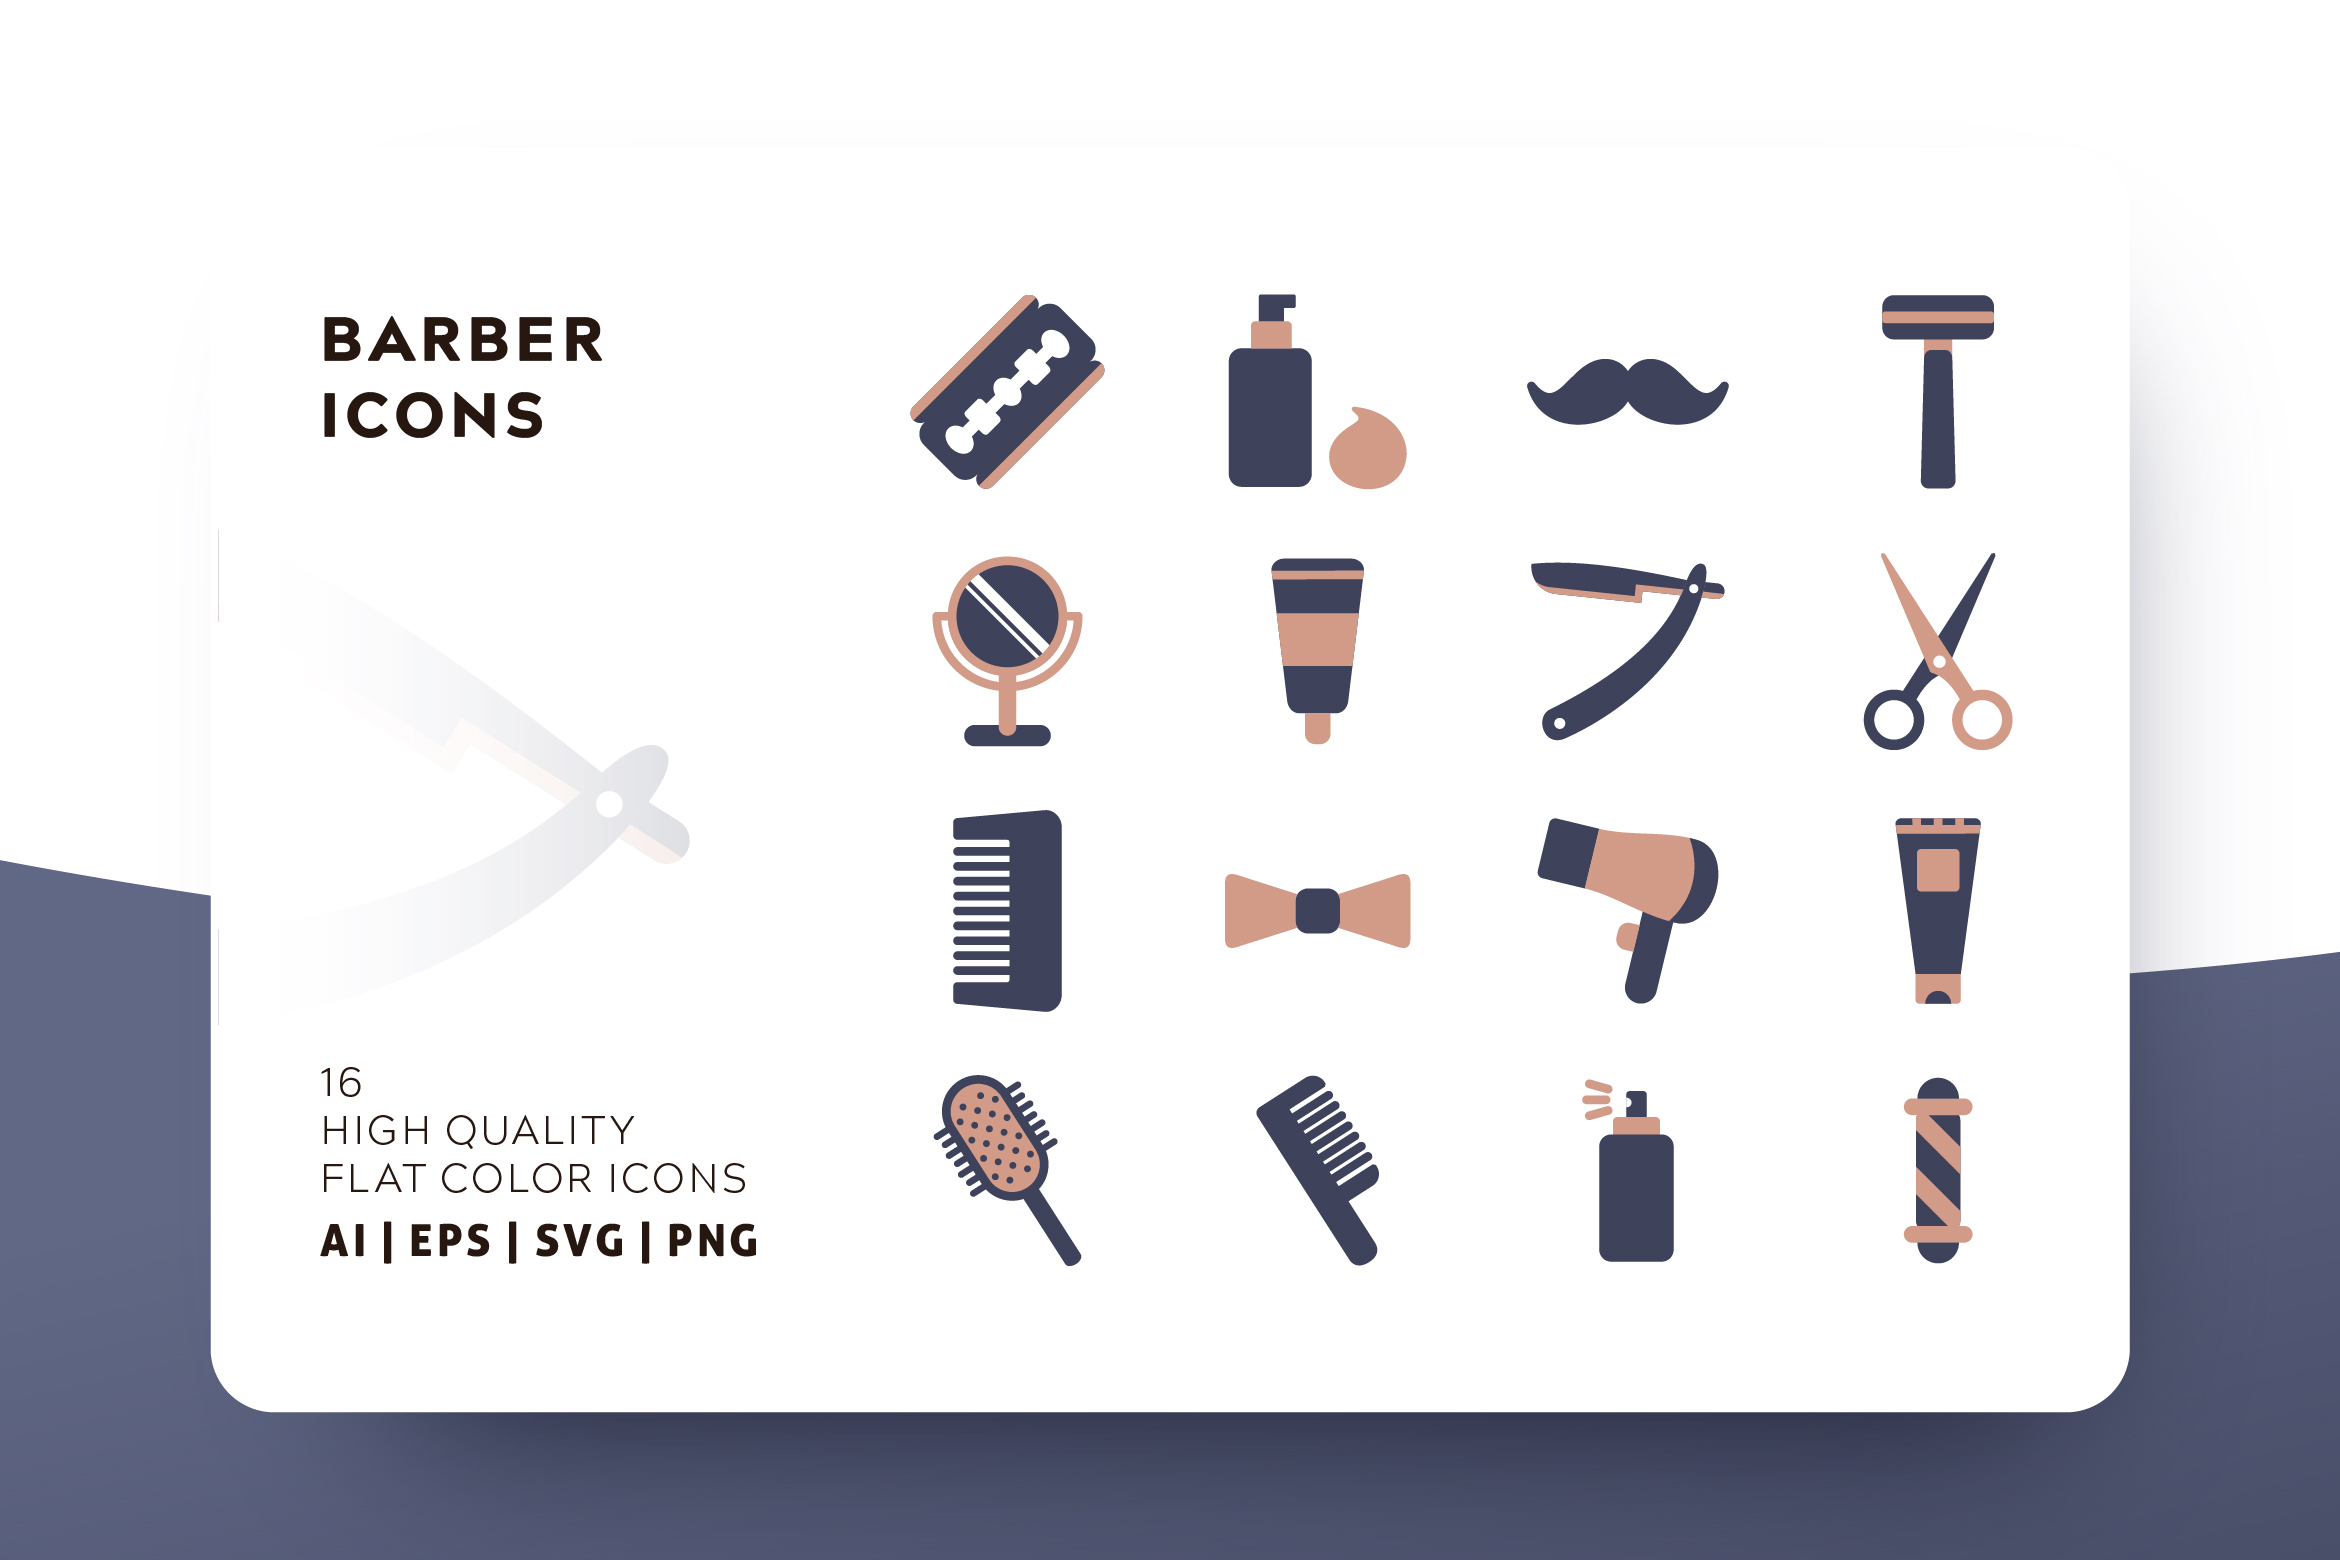 BARBER
ICONS
16
HIGH QUALITY
FLAT COLOR ICONS
AI | EPS | SVG | PNG